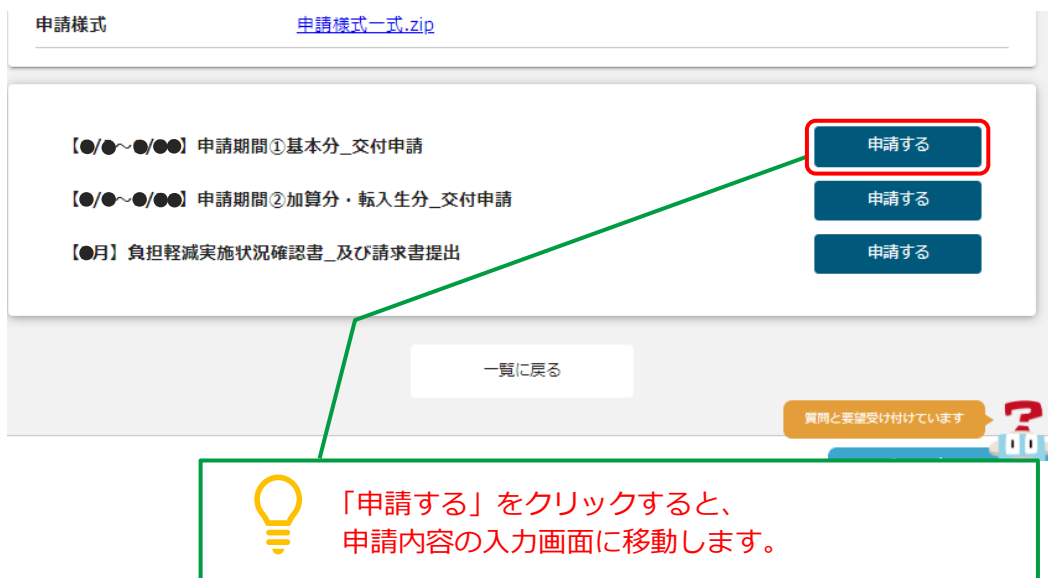 申請様式 申請様式一式.zip
【●/●～●/●●】申請期間①基本分_交付申請 申請する
【●/●～●/●●】申請期間②加算分・転入生分_交付申請 申請する
【●月】負担軽減実施状況確認書_及び請求書提出 申請する
一覧に戻る
質問と要望受け付けています
「申請する」をクリックすると、
申請内容の入力画面に移動します。